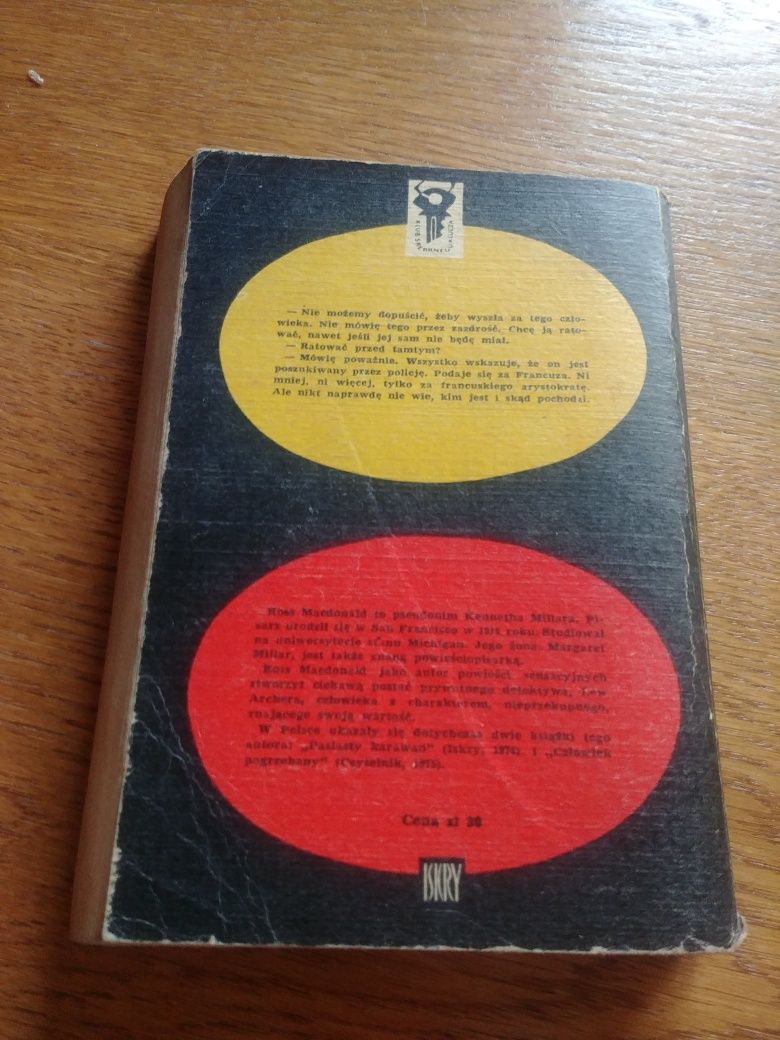 KLUB SREBRNEGO KLUCZA
— Nie możemy dopuścić, żeby wyszła za tego czło-
wieka. Nie mówię tego przez zazdrość. Chcę ją rato-
wać, nawet jeśli jej sam nie będę miał.
— Ratować przed tamtym?
— Mówię poważnie. Wszystko wskazuje, że on jest
poszukiwany przez policję. Podaje się za Francuza. Ni
mniej, ni więcej, tylko za francuskiego arystokratę.
Ale nikt naprawdę nie wie, kim jest i skąd pochodzi.
Ross Macdonald to pseudonim Kennetha Millara. Pi-
sarz urodził się w San Francisco w 1915 roku. Studiował
na uniwersytecie stanu Michigan. Jego żona, Margaret
Millar, jest także znaną powieściopisarką.
Ross Macdonald jako autor powieści sensacyjnych
stworzył ciekawą postać prywatnego detektywa, Lew
Archera, człowieka z charakterem, nieprzekupnego,
znającego swoją wartość.
W Polsce ukazały się dotychczas dwie książki tego
autora: „Pasiasty karawan" (Iskry, 1974) i „Człowiek
pogrzebany" (Czytelnik, 1975).
Cena zł 30
ISKRY